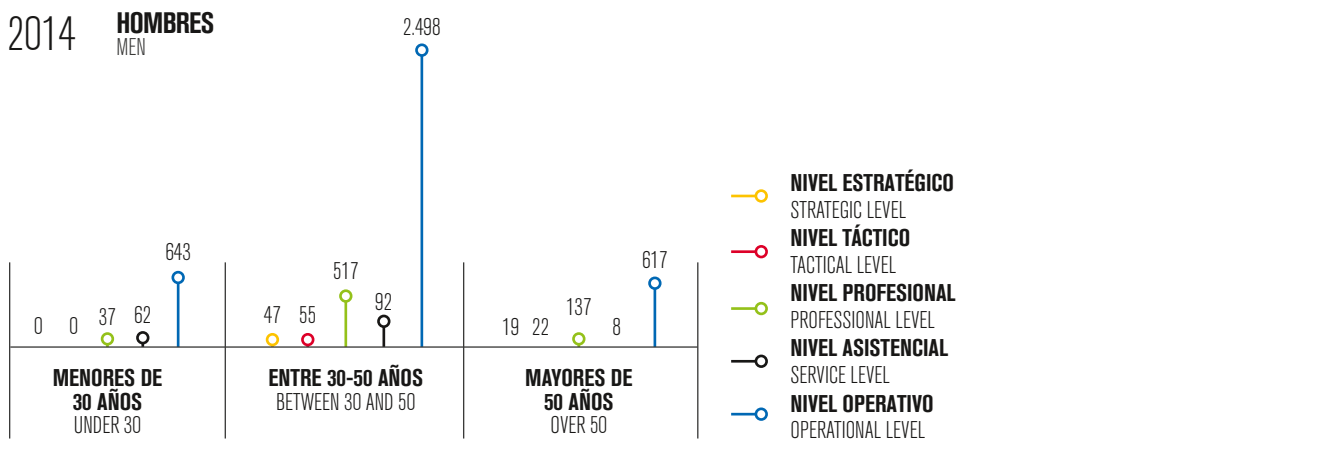 2014
HOMBRES
MEN
0
0
37
62
643
47
55
517
92
2.498
19
22
137
8
617
MENORES DE
30 AÑOS
UNDER 30
ENTRE 30-50 AÑOS
BETWEEN 30 AND 50
MAYORES DE
50 AÑOS
OVER 50
NIVEL ESTRATÉGICO
STRATEGIC LEVEL
NIVEL TÁCTICO
TACTICAL LEVEL
NIVEL PROFESIONAL
PROFESSIONAL LEVEL
NIVEL ASISTENCIAL
SERVICE LEVEL
NIVEL OPERATIVO
OPERATIONAL LEVEL